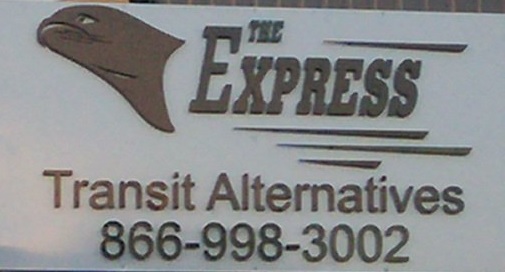 THE
EXPRESS
Transit Alternatives
866-998-3002